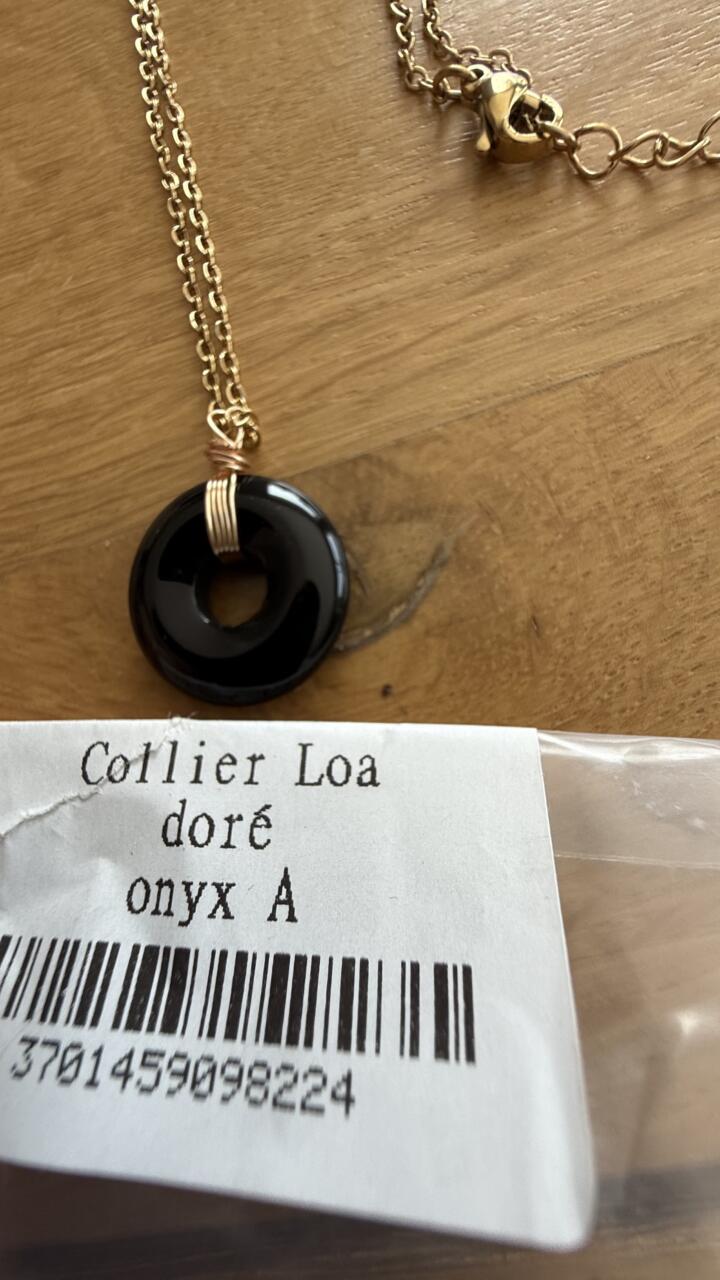 Collier Loa
doré
onyx A
3701459098224